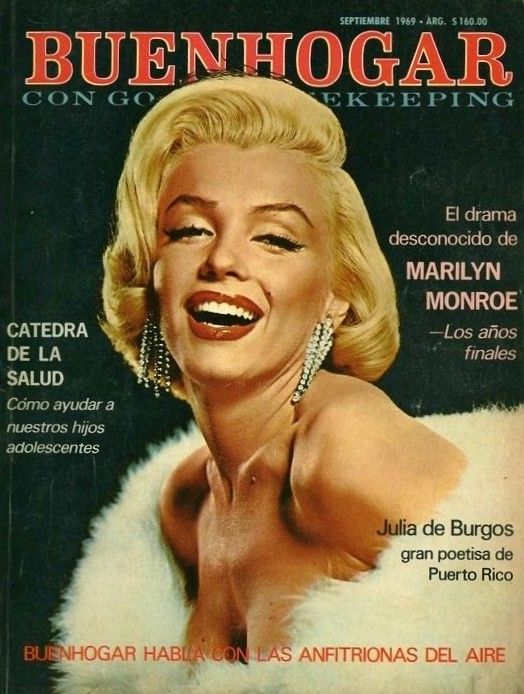 SEPTIEMBRE 1969 • ARG. $160.00
BUENHOGAR
CON GO EKEEPING
El drama
desconocido de
MARILYN
MONROE
—Los años
finales
CATEDRA
DE LA
SALUD
Cómo ayudar a
nuestros hijos
adolescentes
Julia de Burgos
gran poetisa de
Puerto Rico
BUENHOGAR HABLA CON LAS ANFITRIONAS DEL AIRE